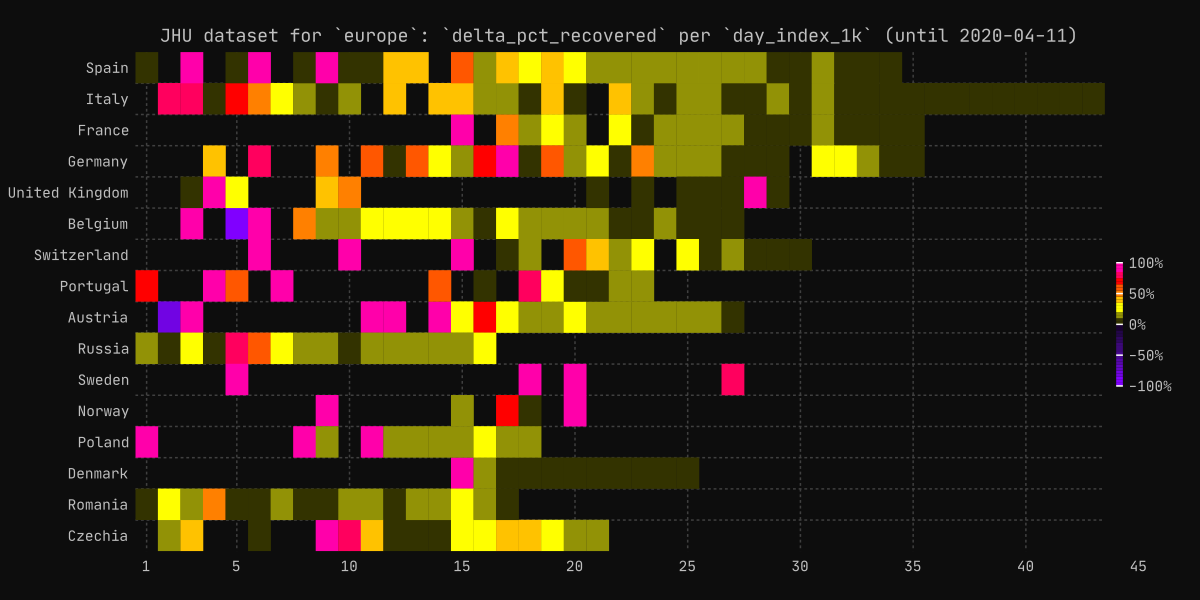 JHU dataset for `europe`: `delta_pct_recovered` per `day_index_1k` (until 2020-04-11)
Spain
Italy
France
Germany
United Kingdom
Belgium
Switzerland
Portugal
Austria
Russia
Sweden
Norway
Poland
Denmark
Romania
Czechia
1 5 10 15 20 25 30 35 40 45
100%
50%
0%
-50%
-100%